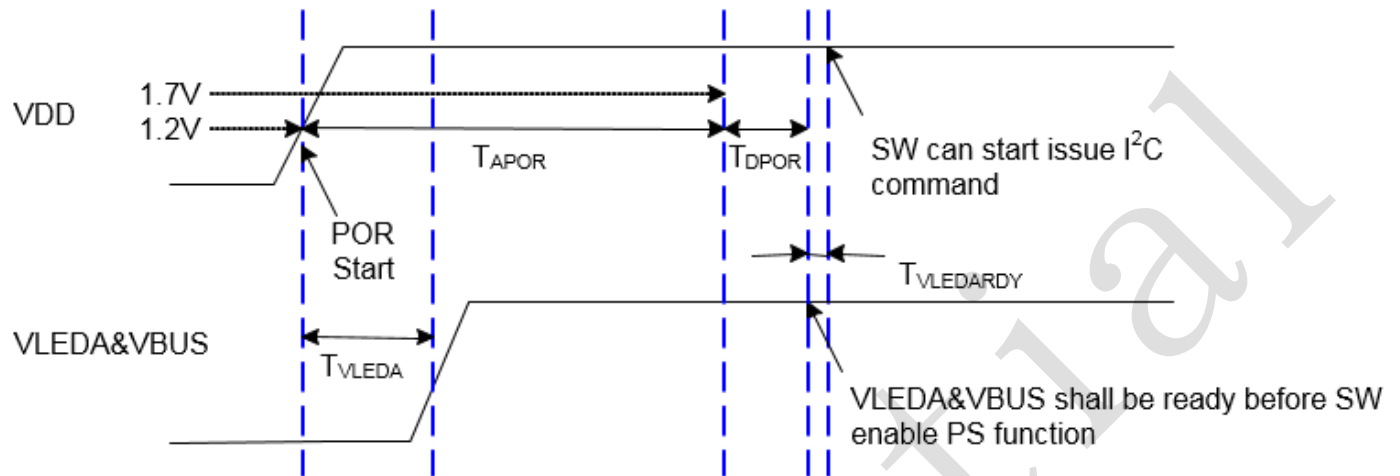 1.7V
VDD
1.2V
TAPOR
TDPOR
SW can start issue I²C
command
POR
Start
TVLEDARDY
VLEDA&VBUS
TVLEDA
VLEDA&VBUS shall be ready before SW
enable PS function
tial